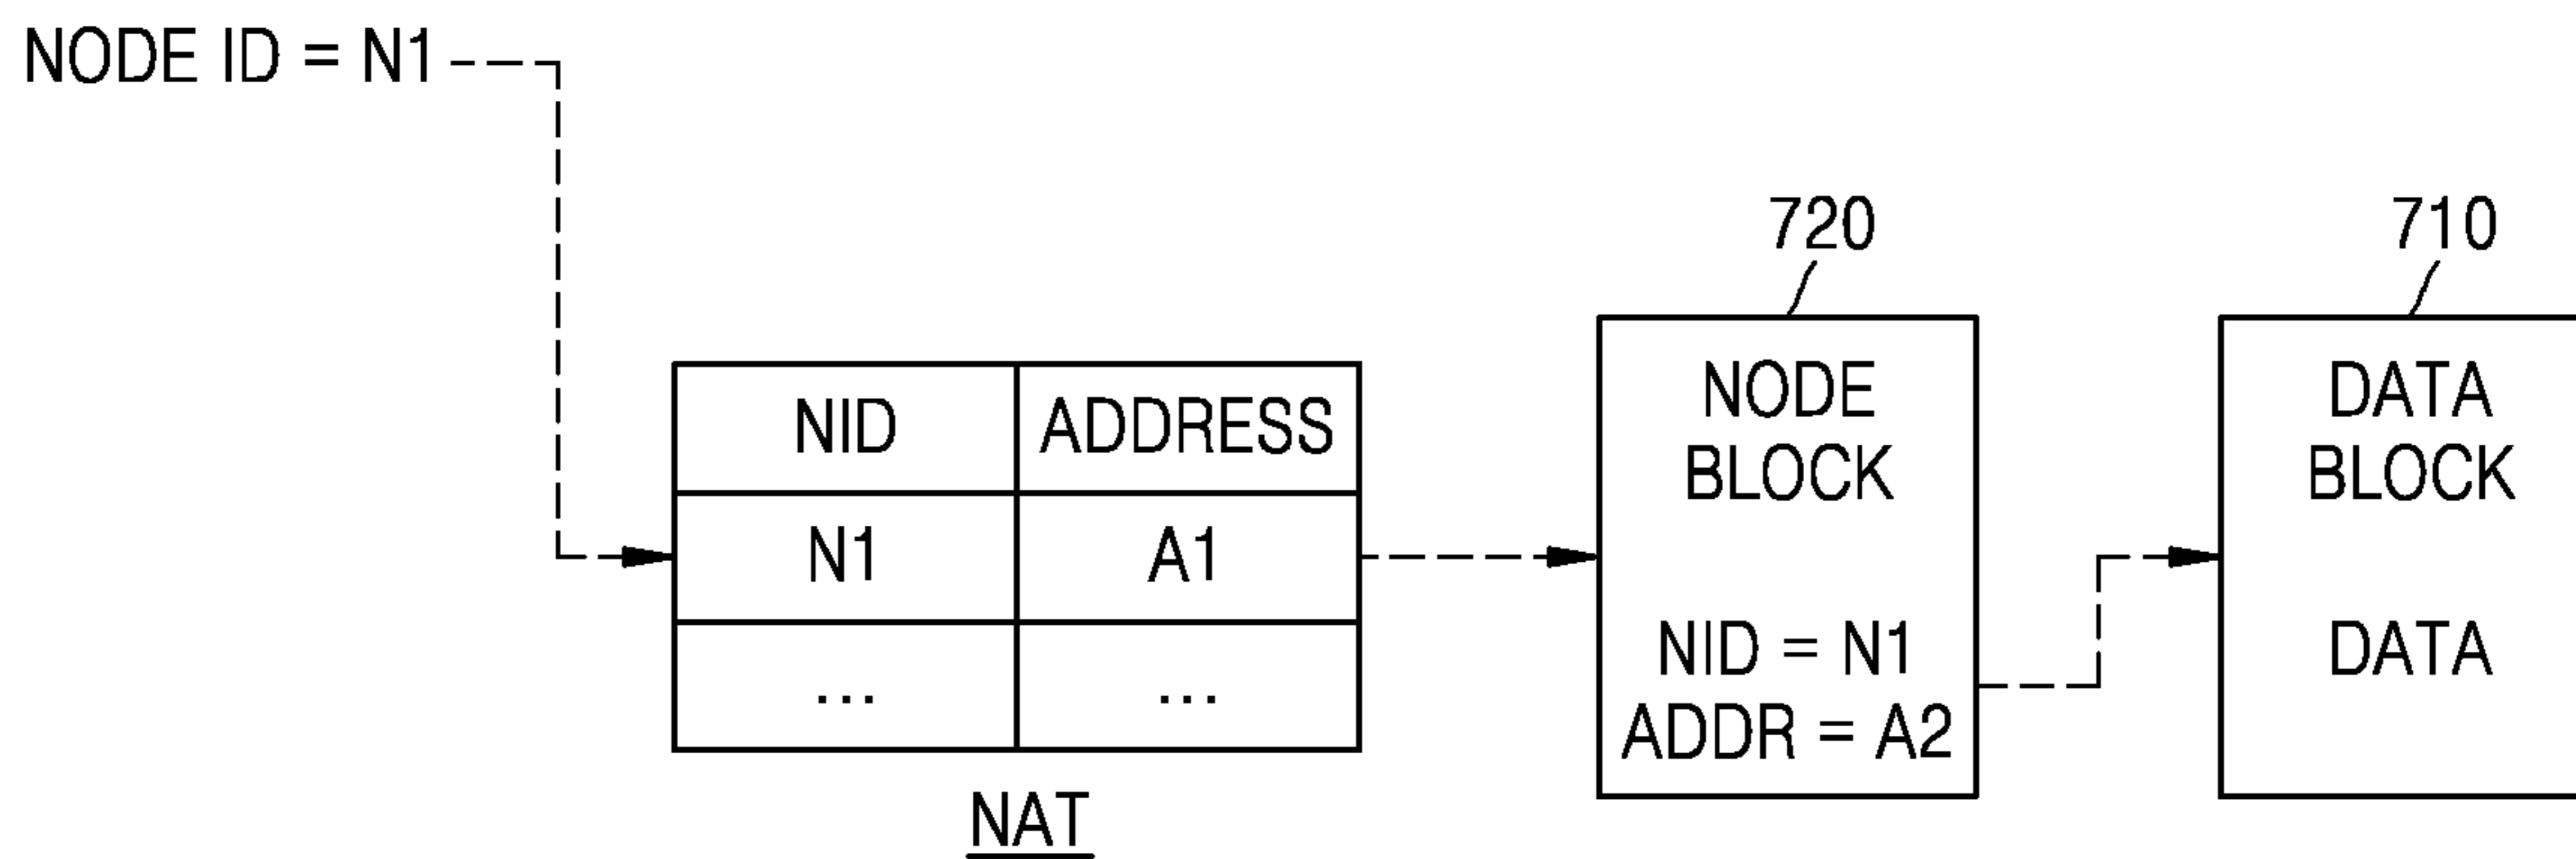 NODE ID = N1
720
710
NID ADDRESS
N1 A1
... ...
NAT
NODE
BLOCK
NID = N1
ADDR = A2
DATA
BLOCK
DATA